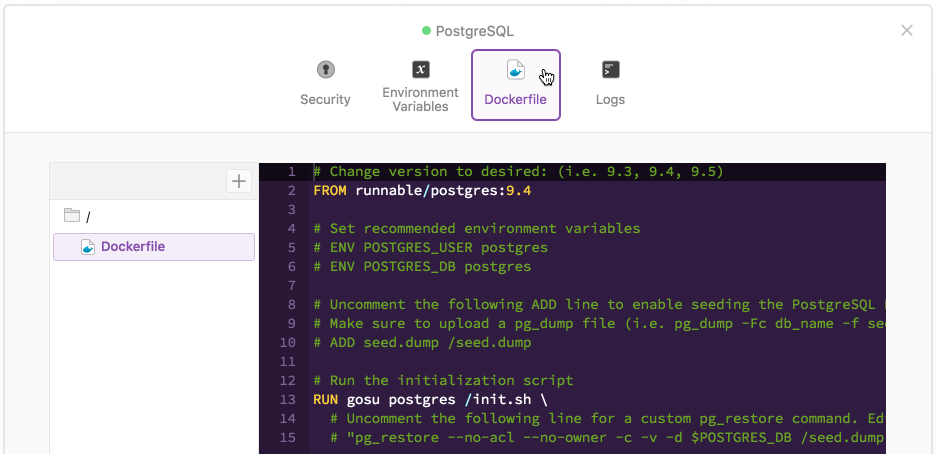 PostgreSQL
Security
Environment
Variables
Dockerfile
Logs
/
Dockerfile
1 # Change version to desired: (i.e. 9.3, 9.4, 9.5)
2 FROM runnable/postgres:9.4
3
4 # Set recommended environment variables
5 # ENV POSTGRES_USER postgres
6 # ENV POSTGRES_DB postgres
7
8 # Uncomment the following ADD line to enable seeding the PostgreSQL
9 # Make sure to upload a pg_dump file (i.e. pg_dump -Fc db_name -f see
10 # ADD seed.dump /seed.dump
11
12 # Run the initialization script
13 RUN gosu postgres /init.sh \
14 # Uncomment the following line for a custom pg_restore command. Ed
15 # "pg_restore --no-acl --no-owner -c -v -d $POSTGRES_DB /seed.dump